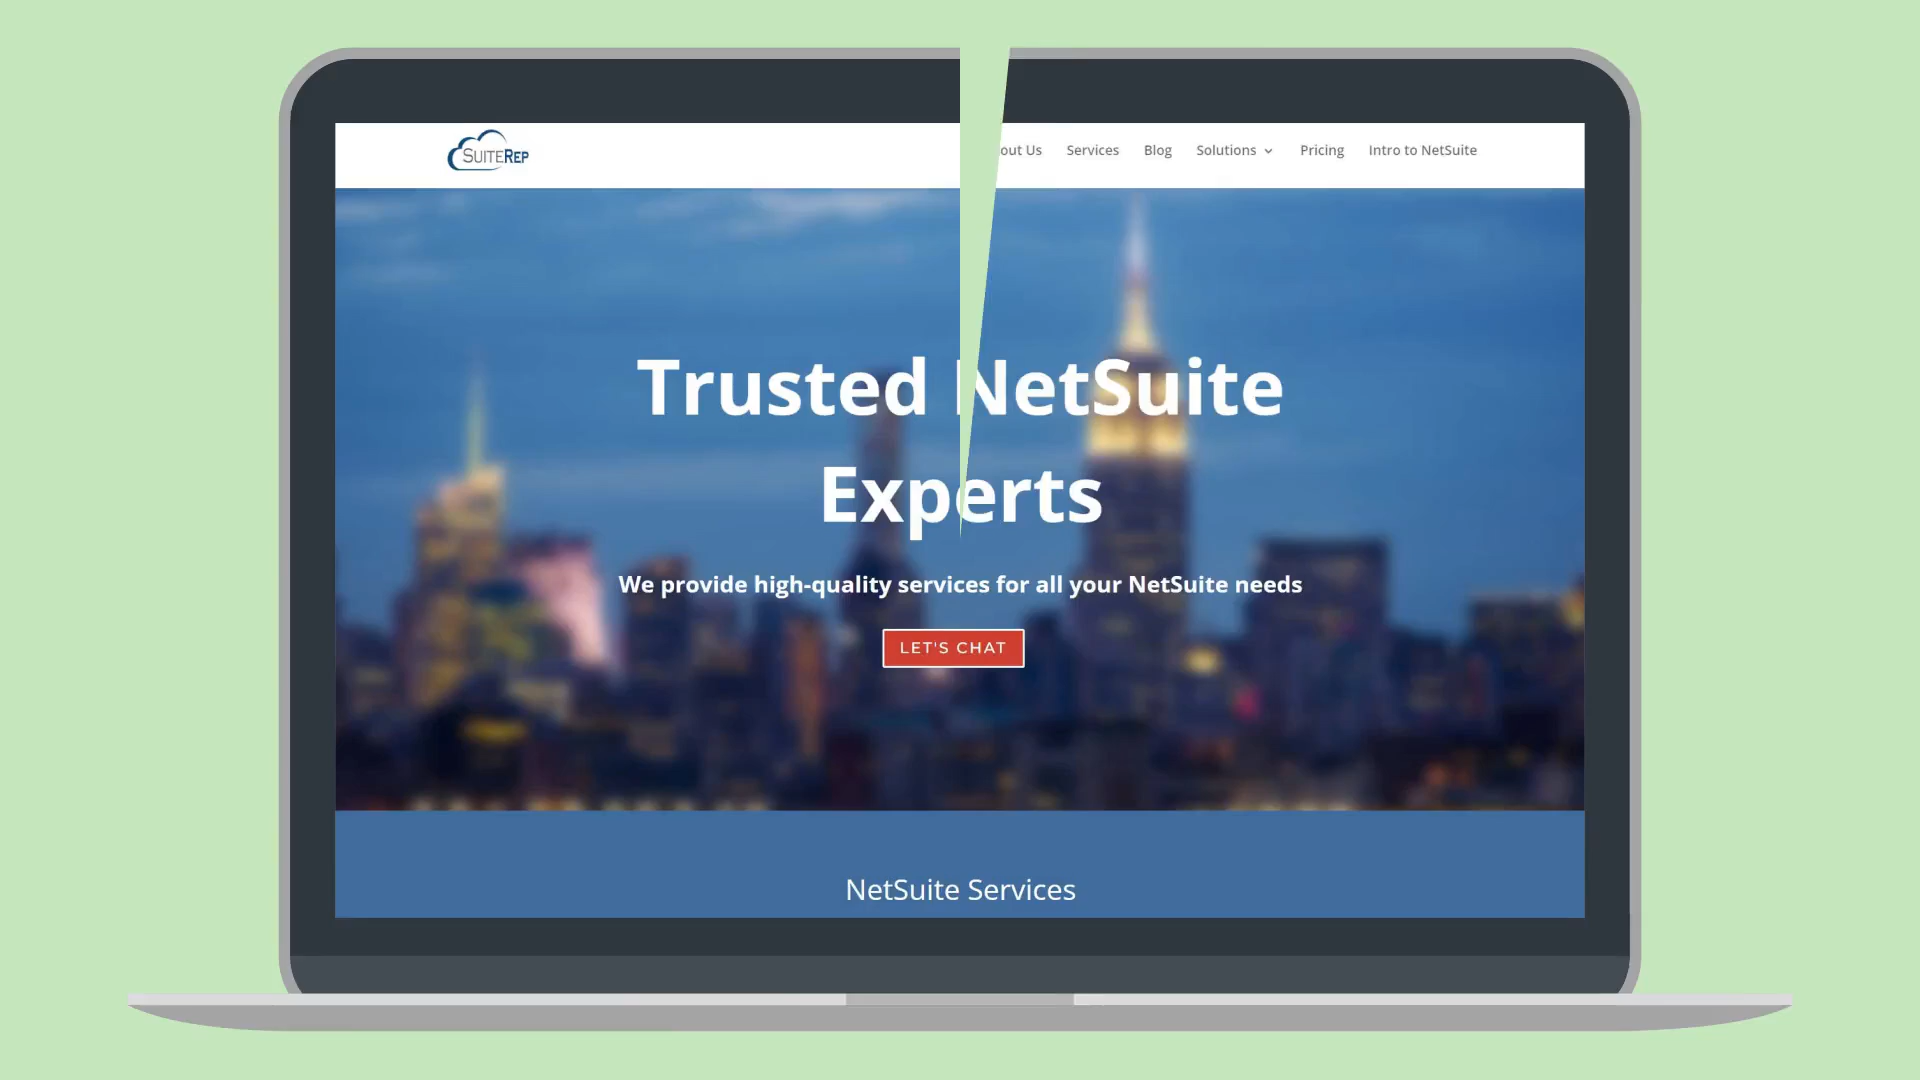 SUITEREP
out Us Services Blog Solutions Pricing Intro to NetSuite
Trusted NetSuite
Experts
We provide high-quality services for all your NetSuite needs
LET'S CHAT
NetSuite Services